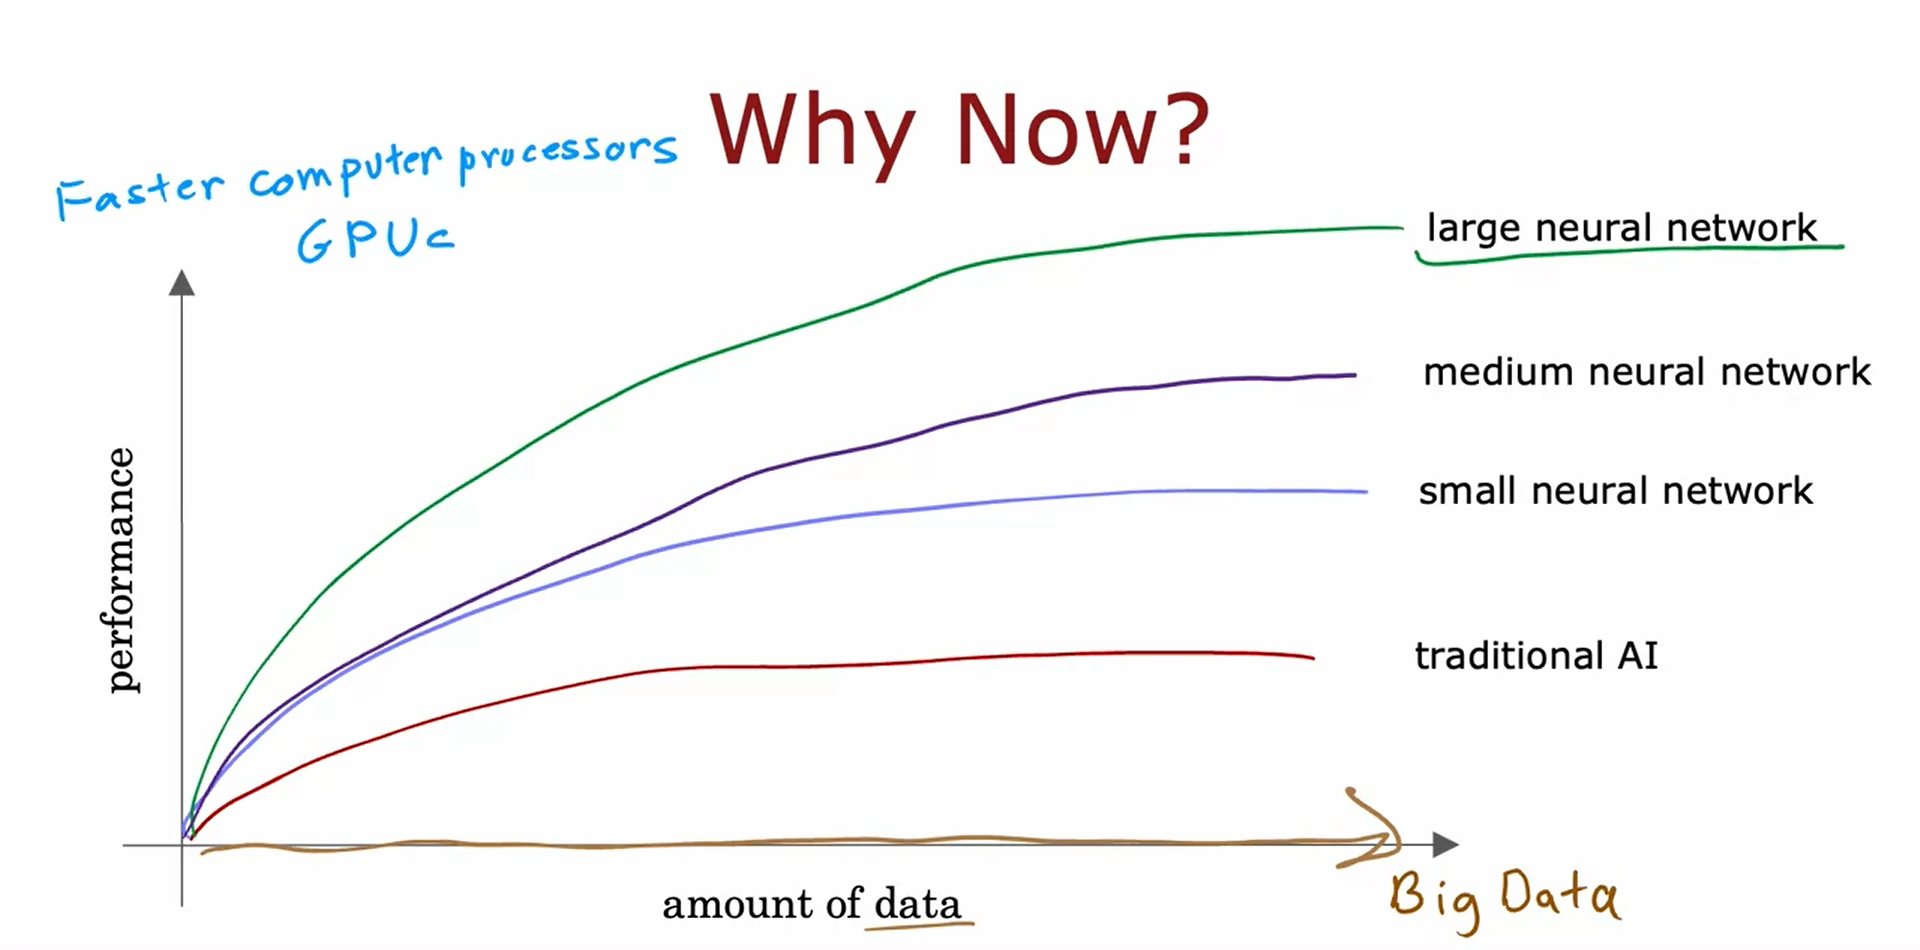 Why Now?
Faster computer processors
GPUs
large neural network
medium neural network
small neural network
traditional AI
performance
amount of data
Big Data